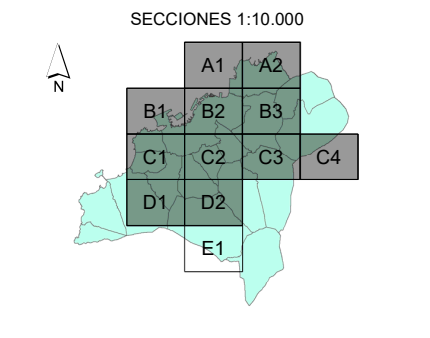 SECCIONES 1:10.000
A1 A2
N
B1 B2 B3
C1 C2 C3 C4
D1 D2
E1